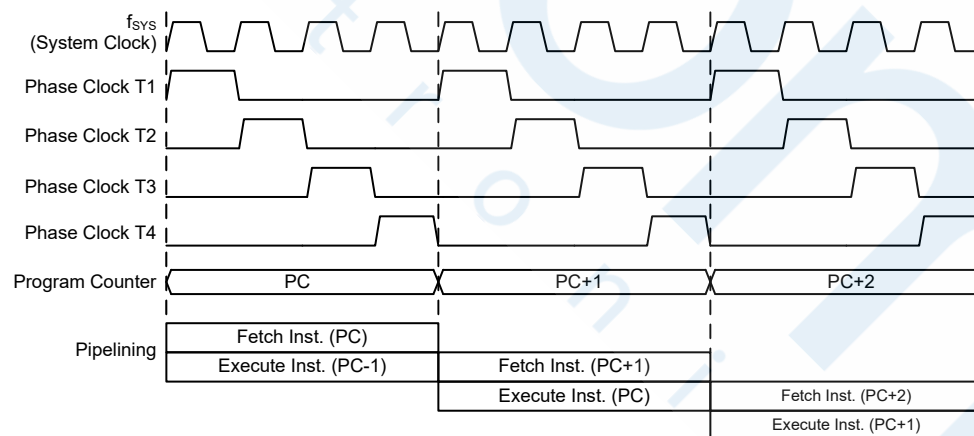 fSYS
(System Clock)
Phase Clock T1
Phase Clock T2
Phase Clock T3
Phase Clock T4
Program Counter PC PC+1 PC+2
Pipelining
Fetch Inst. (PC)
Execute Inst. (PC-1) Fetch Inst. (PC+1)
Execute Inst. (PC) Fetch Inst. (PC+2)
Execute Inst. (PC+1)